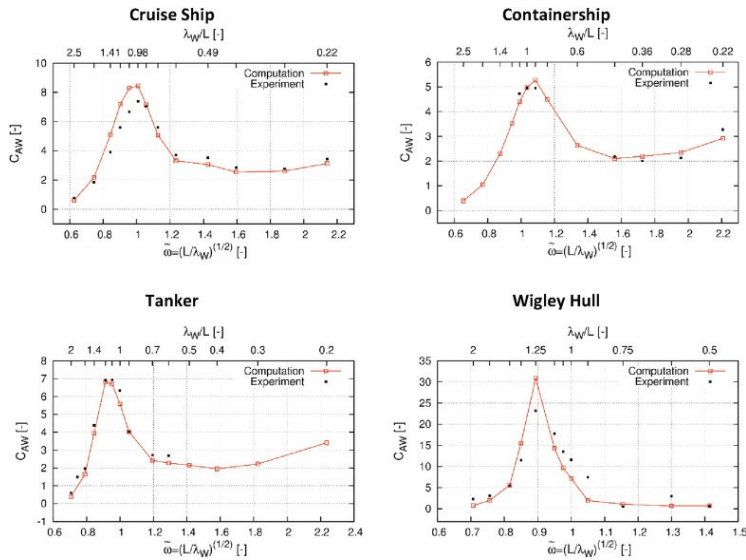 Cruise Ship
λW/L [-]
2.5 1.41 1 0.96 0.49 0.22
Computation
Experiment
10
8
6
4
2
0
CAW [-]
0.6 0.8 1 1.2 1.4 1.6 1.8 2 2.2
ω̃=(L/λW)(1/2) [-]
Containership
λW/L [-]
2.5 1.4 1 0.6 0.36 0.28 0.22
Computation
Experiment
6
5
4
3
2
1
0
CAW [-]
0.6 0.8 1 1.2 1.4 1.6 1.8 2 2.2
ω̃=(L/λW)(1/2) [-]
Tanker
λW/L [-]
2 1.4 1 0.7 0.5 0.4 0.3 0.2
Computation
Experiment
8
7
6
5
4
3
2
1
0
-1
CAW [-]
0.8 1 1.2 1.4 1.6 1.8 2 2.2 2.4
ω̃=(L/λW)(1/2) [-]
Wigley Hull
λW/L [-]
2 1.25 1 0.75 0.5
Computation
Experiment
35
30
25
20
15
10
5
0
CAW [-]
0.6 0.7 0.8 0.9 1.0 1.1 1.2 1.3 1.4 1.5
ω̃=(L/λW)(1/2) [-]